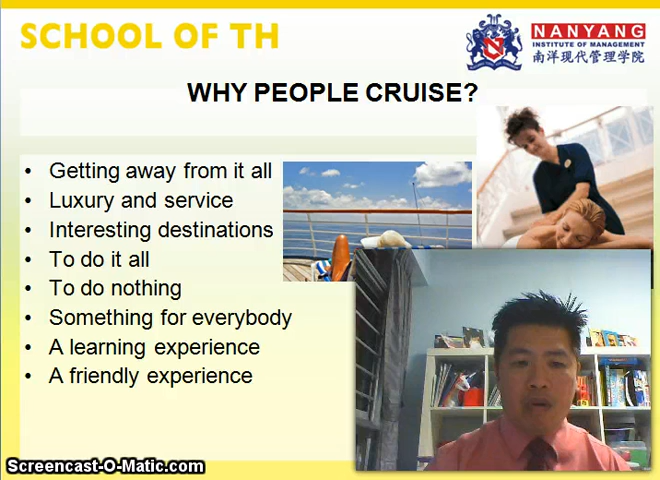 SCHOOL OF TH
NANYANG
INSTITUTE OF MANAGEMENT
南洋现代管理学院
WHY PEOPLE CRUISE?
• Getting away from it all
• Luxury and service
• Interesting destinations
• To do it all
• To do nothing
• Something for everybody
• A learning experience
• A friendly experience
Screencast-O-Matic.com